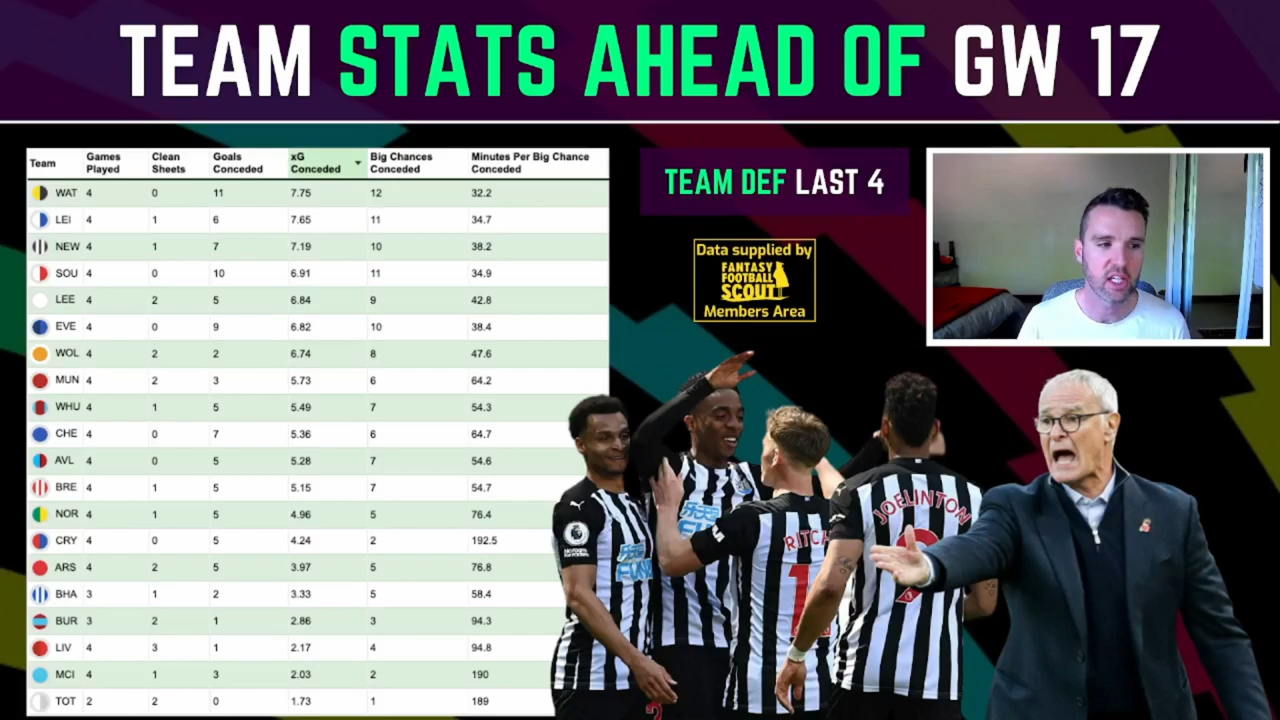 TEAM STATS AHEAD OF GW 17
Team Games Played Clean Sheets Goals Conceded xG Conceded Big Chances Conceded Minutes Per Big Chance Conceded
WAT 4 0 11 7.75 12 32.2
LEI 4 1 6 7.65 11 34.7
NEW 4 1 7 7.19 10 38.2
SOU 4 0 10 6.91 11 34.9
LEE 4 2 5 6.84 9 42.8
EVE 4 0 9 6.82 10 38.4
WOL 4 2 2 6.74 8 47.6
MUN 4 2 3 5.73 6 64.2
WHU 4 1 5 5.49 7 54.3
CHE 4 0 7 5.36 6 64.7
AVL 4 0 5 5.28 7 54.6
BRE 4 1 5 5.15 7 54.7
NOR 4 1 5 4.96 5 76.4
CRY 4 0 5 4.24 2 192.5
ARS 4 2 5 3.97 5 76.8
BHA 3 1 2 3.33 5 58.4
BUR 3 2 1 2.86 3 94.3
LIV 4 3 1 2.17 4 94.8
MCI 4 1 3 2.03 2 190
TOT 2 2 0 1.73 1 189
TEAM DEF LAST 4
Data supplied by
FANTASY
FOOTBALL
SCOUT
Members Area
JOELINTON